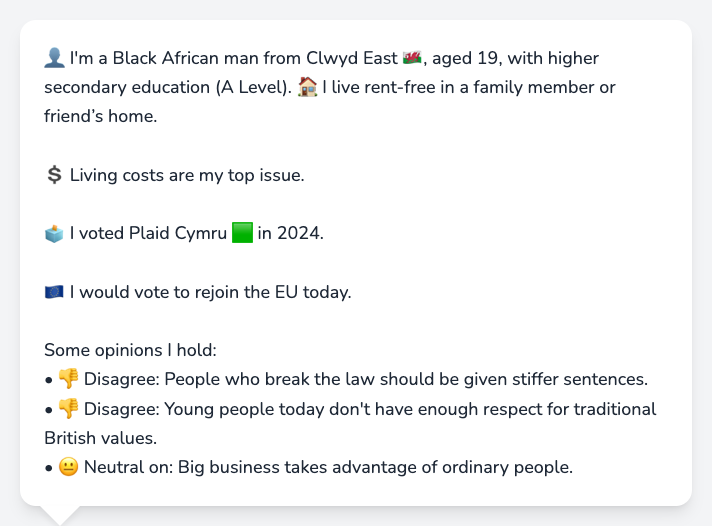 👤 I'm a Black African man from Clwyd East 🏴󠁧󠁢󠁷󠁬󠁳󠁿, aged 19, with higher
secondary education (A Level). 🏠 I live rent-free in a family member or
friend’s home.
💲 Living costs are my top issue.
🗳️ I voted Plaid Cymru 🟩 in 2024.
🇪🇺 I would vote to rejoin the EU today.
Some opinions I hold:
• 👎 Disagree: People who break the law should be given stiffer sentences.
• 👎 Disagree: Young people today don't have enough respect for traditional
British values.
• 😐 Neutral on: Big business takes advantage of ordinary people.